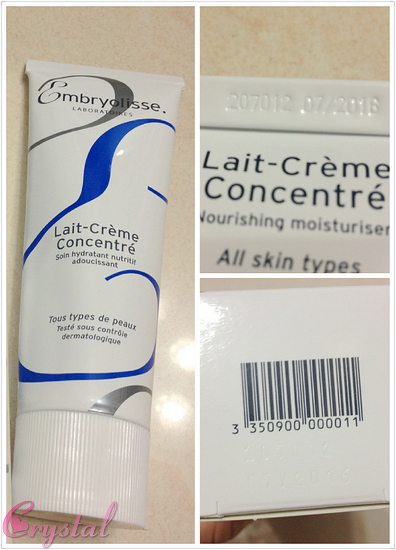 Embryolisse.
LABORATOIRES
Lait-Crème
Concentré
Soin hydratant nutritif
adoucissant
Tous types de peaux
Testé sous contrôle
dermatologique
207012 07/2018
Lait-Crème
Concentré
Nourishing moisturiser
All skin types
3 350900 000011
Crystal